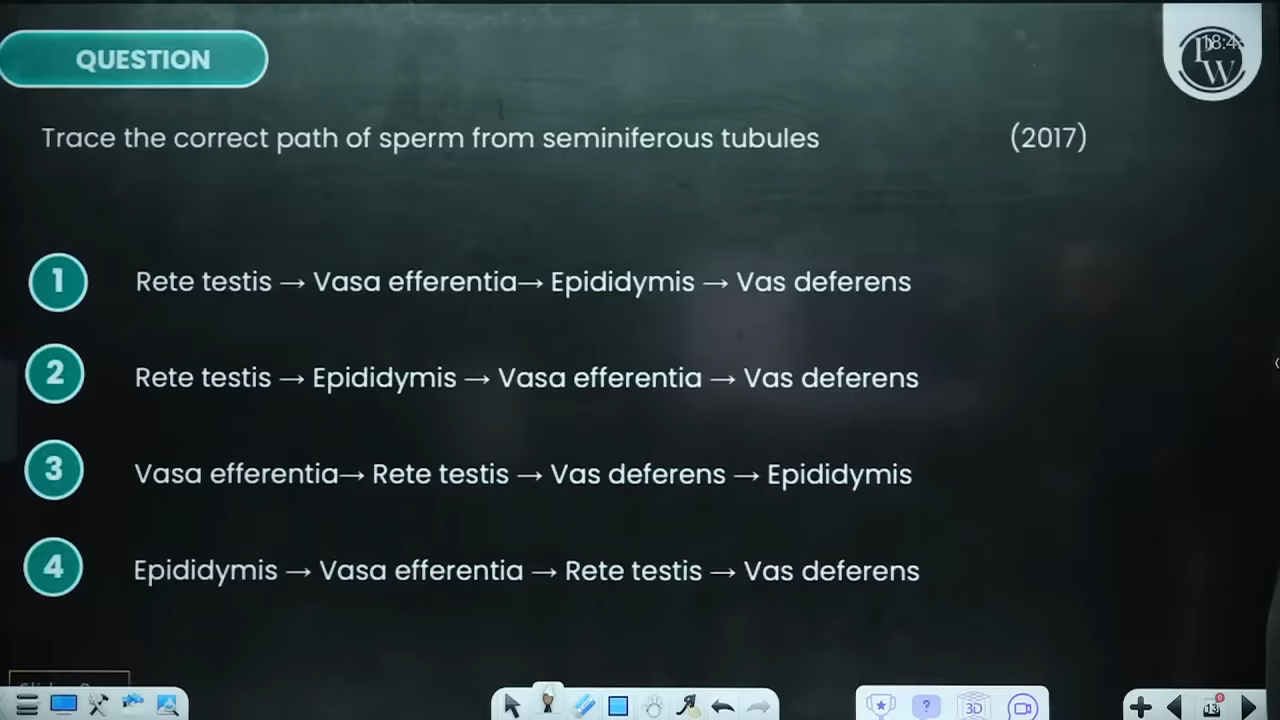 QUESTION
Trace the correct path of sperm from seminiferous tubules (2017)
1 Rete testis → Vasa efferentia→ Epididymis → Vas deferens
2 Rete testis → Epididymis → Vasa efferentia → Vas deferens
3 Vasa efferentia→ Rete testis → Vas deferens → Epididymis
4 Epididymis → Vasa efferentia → Rete testis → Vas deferens
W
?
3D
13